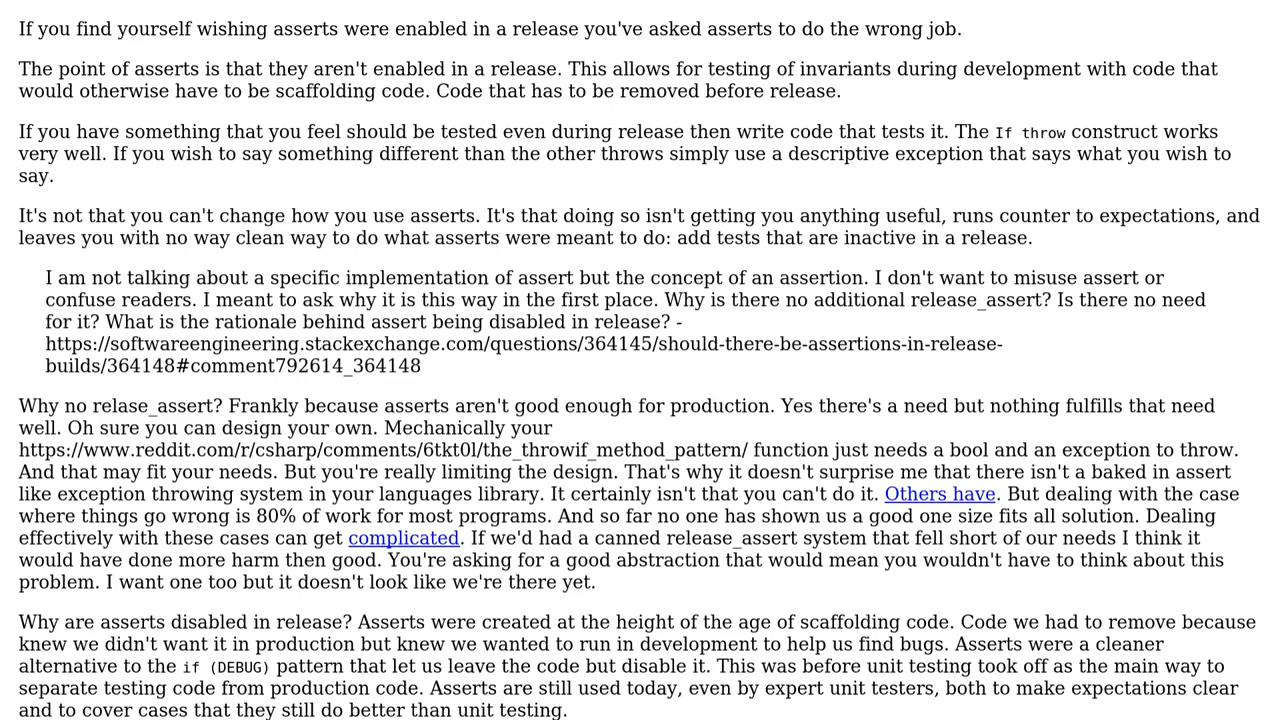 If you find yourself wishing asserts were enabled in a release you've asked asserts to do the wrong job.
The point of asserts is that they aren't enabled in a release. This allows for testing of invariants during development with code that
would otherwise have to be scaffolding code. Code that has to be removed before release.
If you have something that you feel should be tested even during release then write code that tests it. The If throw construct works
very well. If you wish to say something different than the other throws simply use a descriptive exception that says what you wish to
say.
It's not that you can't change how you use asserts. It's that doing so isn't getting you anything useful, runs counter to expectations, and
leaves you with no way clean way to do what asserts were meant to do: add tests that are inactive in a release.
I am not talking about a specific implementation of assert but the concept of an assertion. I don't want to misuse assert or
confuse readers. I meant to ask why it is this way in the first place. Why is there no additional release_assert? Is there no need
for it? What is the rationale behind assert being disabled in release? -
https://softwareengineering.stackexchange.com/questions/364145/should-there-be-assertions-in-release-
builds/364148#comment792614_364148
Why no relase_assert? Frankly because asserts aren't good enough for production. Yes there's a need but nothing fulfills that need
well. Oh sure you can design your own. Mechanically your
https://www.reddit.com/r/csharp/comments/6tkt0l/the_throwif_method_pattern/ function just needs a bool and an exception to throw.
And that may fit your needs. But you're really limiting the design. That's why it doesn't surprise me that there isn't a baked in assert
like exception throwing system in your languages library. It certainly isn't that you can't do it. Others have. But dealing with the case
where things go wrong is 80% of work for most programs. And so far no one has shown us a good one size fits all solution. Dealing
effectively with these cases can get complicated. If we'd had a canned release_assert system that fell short of our needs I think it
would have done more harm then good. You're asking for a good abstraction that would mean you wouldn't have to think about this
problem. I want one too but it doesn't look like we're there yet.
Why are asserts disabled in release? Asserts were created at the height of the age of scaffolding code. Code we had to remove because
knew we didn't want it in production but knew we wanted to run in development to help us find bugs. Asserts were a cleaner
alternative to the if (DEBUG) pattern that let us leave the code but disable it. This was before unit testing took off as the main way to
separate testing code from production code. Asserts are still used today, even by expert unit testers, both to make expectations clear
and to cover cases that they still do better than unit testing.